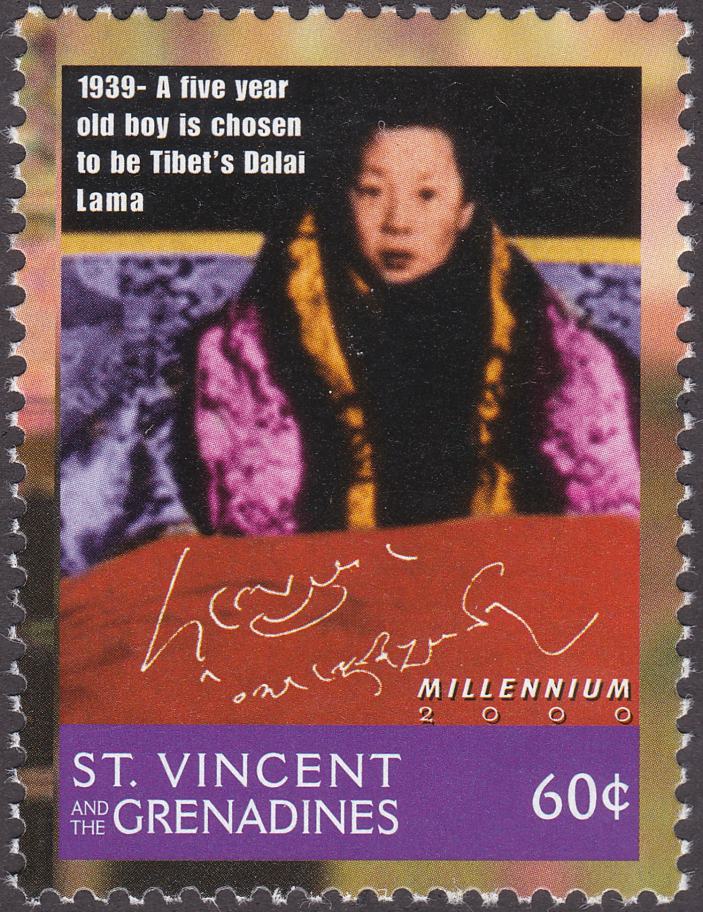 1939- A five year
old boy is chosen
to be Tibet's Dalai
Lama
MILLENNIUM
2000
ST. VINCENT
AND THE GRENADINES
60¢